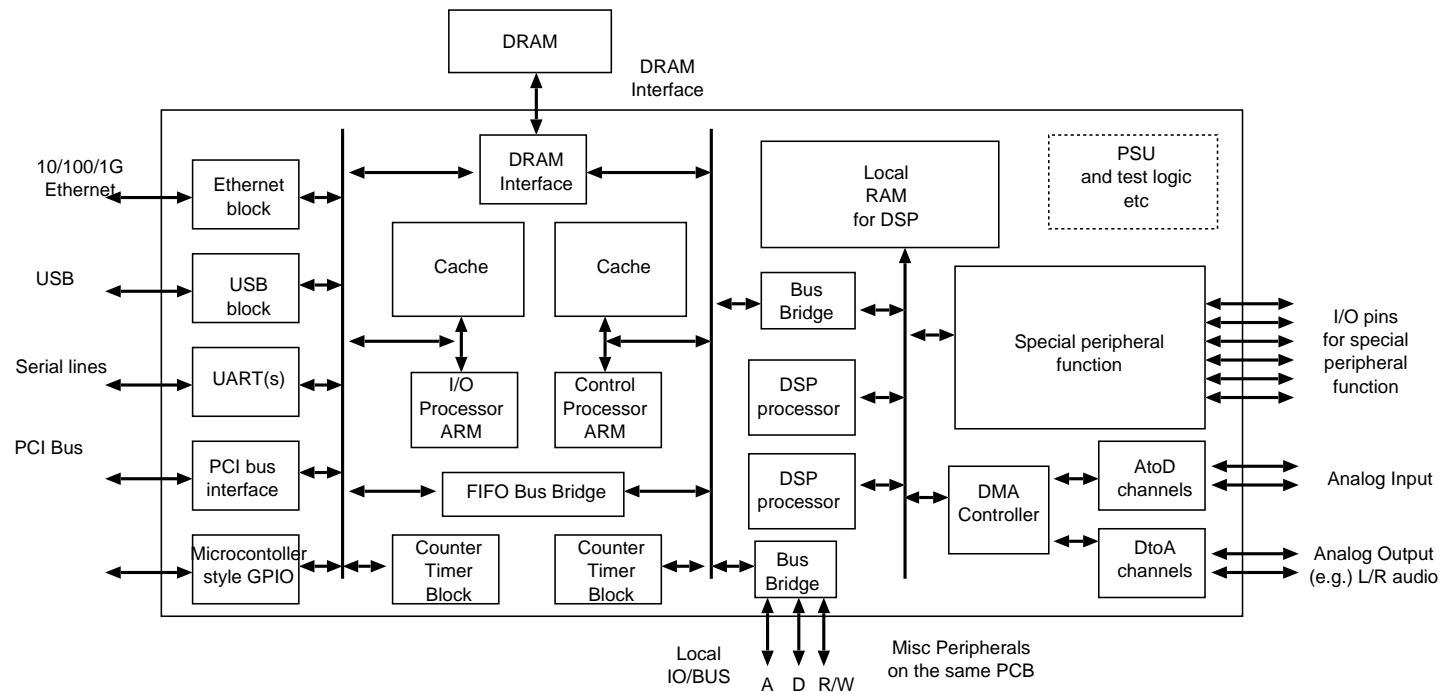 DRAM
DRAM
Interface
10/100/1G
Ethernet
Ethernet
block
DRAM
Interface
Local
RAM
for DSP
PSU
and test logic
etc
USB
USB
block
Cache
Cache
Bus
Bridge
Special peripheral
function
I/O pins
for special
peripheral
function
Serial lines
UART(s)
I/O
Processor
ARM
Control
Processor
ARM
DSP
processor
PCI Bus
PCI bus
interface
FIFO Bus Bridge
DSP
processor
DMA
Controller
AtoD
channels
Analog Input
Microcontoller
style GPIO
Counter
Timer
Block
Counter
Timer
Block
Bus
Bridge
DtoA
channels
Analog Output
(e.g.) L/R audio
Local
IO/BUS
A D R/W
Misc Peripherals
on the same PCB